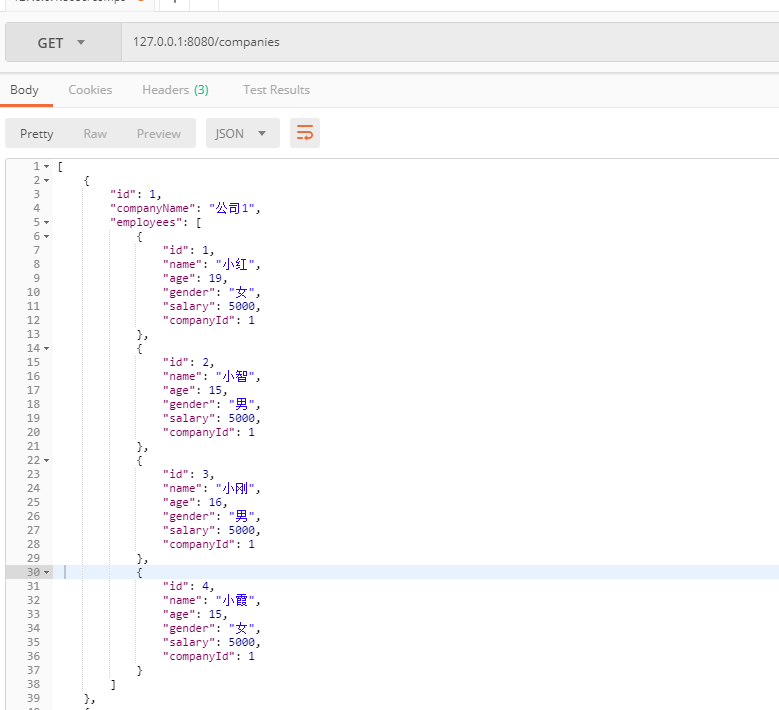 GET 127.0.0.1:8080/companies
Body Cookies Headers (3) Test Results
Pretty Raw Preview JSON
1 [
2 {
3 "id": 1,
4 "companyName": "公司1",
5 "employees": [
6 {
7 "id": 1,
8 "name": "小红",
9 "age": 19,
10 "gender": "女",
11 "salary": 5000,
12 "companyId": 1
13 },
14 {
15 "id": 2,
16 "name": "小智",
17 "age": 15,
18 "gender": "男",
19 "salary": 5000,
20 "companyId": 1
21 },
22 {
23 "id": 3,
24 "name": "小刚",
25 "age": 16,
26 "gender": "男",
27 "salary": 5000,
28 "companyId": 1
29 },
30 {
31 "id": 4,
32 "name": "小霞",
33 "age": 15,
34 "gender": "女",
35 "salary": 5000,
36 "companyId": 1
37 }
38 ]
39 },